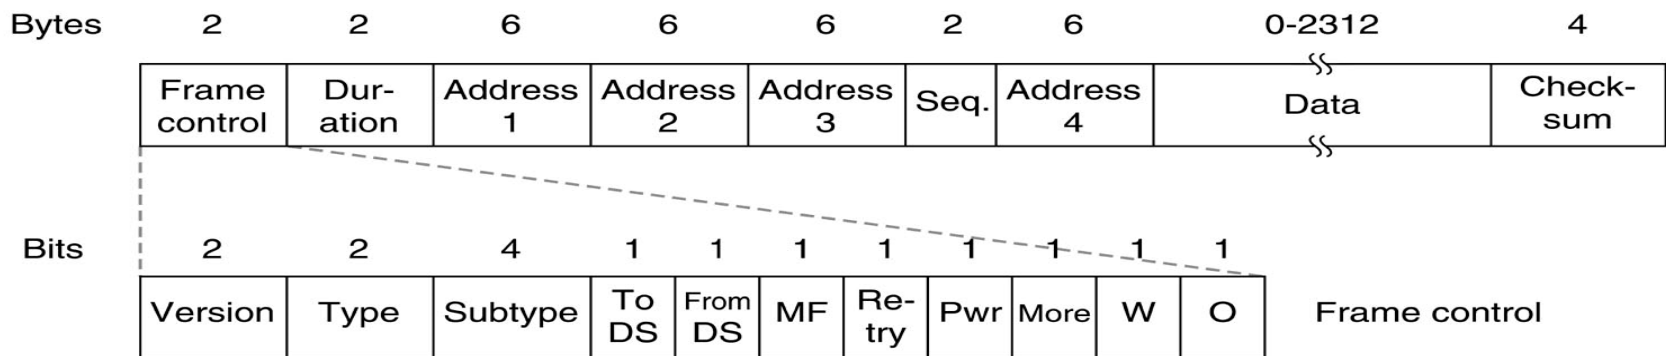 Bytes 2 2 6 6 6 2 6 0-2312 4
Frame control Dur-ation Address 1 Address 2 Address 3 Seq. Address 4 Data Check-sum
Bits 2 2 4 1 1 1 1 1 1 1 1
Version Type Subtype To DS From DS MF Re-try Pwr More W O Frame control